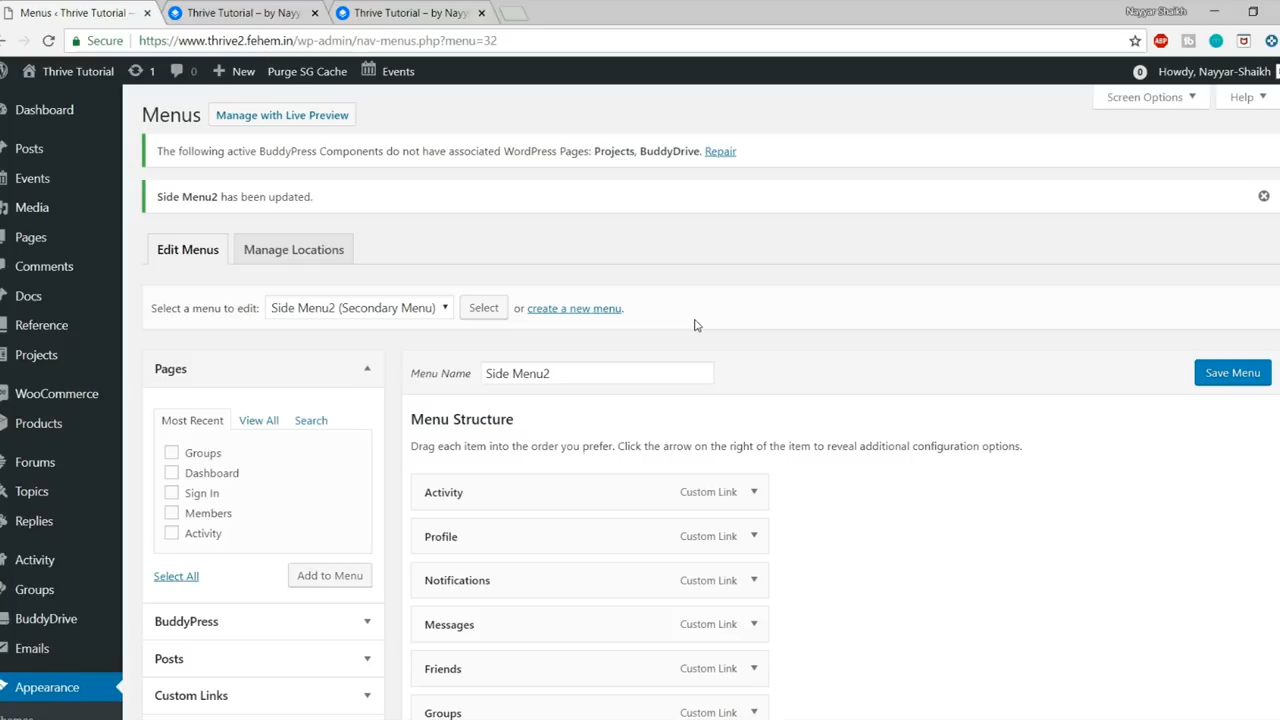 Menus ‹ Thrive Tutorial –
Thrive Tutorial – by Nayy
Thrive Tutorial – by Nayy
Nayyar Shaikh
Secure
https://www.thrive2.fehem.in/wp-admin/nav-menus.php?menu=32
Thrive Tutorial 1 0 New Purge SG Cache Events
0 Howdy, Nayyar-Shaikh
Dashboard
Posts
Events
Media
Pages
Comments
Docs
Reference
Projects
WooCommerce
Products
Forums
Topics
Replies
Activity
Groups
BuddyDrive
Emails
Appearance
Screen Options
Help
Menus
Manage with Live Preview
The following active BuddyPress Components do not have associated WordPress Pages: Projects, BuddyDrive. Repair
Side Menu2 has been updated.
Edit Menus
Manage Locations
Select a menu to edit: Side Menu2 (Secondary Menu) Select or create a new menu.
Pages
Most Recent View All Search
Groups
Dashboard
Sign In
Members
Activity
Select All
Add to Menu
BuddyPress
Posts
Custom Links
Menu Name Side Menu2
Save Menu
Menu Structure
Drag each item into the order you prefer. Click the arrow on the right of the item to reveal additional configuration options.
Activity Custom Link
Profile Custom Link
Notifications Custom Link
Messages Custom Link
Friends Custom Link
Groups Custom Link